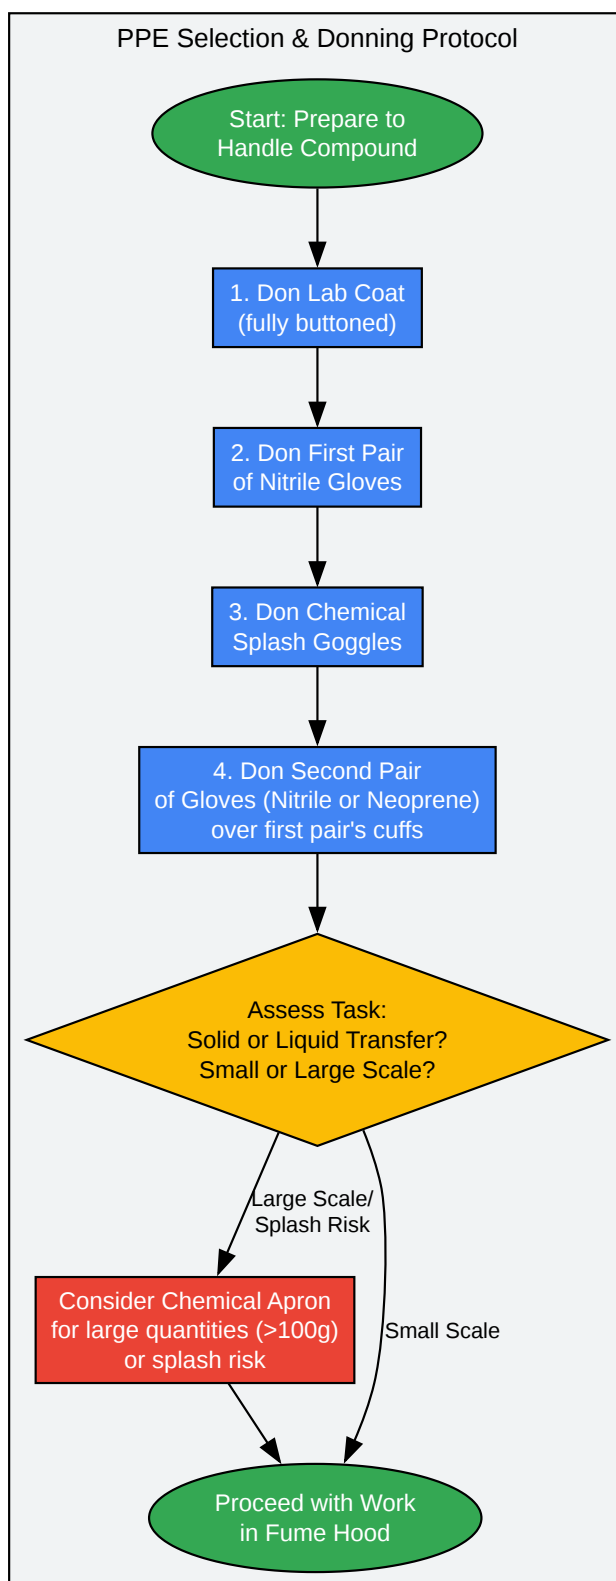 PPE Selection & Donning Protocol
Start: Prepare to
Handle Compound
1. Don Lab Coat
(fully buttoned)
2. Don First Pair
of Nitrile Gloves
3. Don Chemical
Splash Goggles
4. Don Second Pair
of Gloves (Nitrile or Neoprene)
over first pair's cuffs
Assess Task:
Solid or Liquid Transfer?
Small or Large Scale?
Large Scale/
Splash Risk
Consider Chemical Apron
for large quantities (>100g)
or splash risk
Small Scale
Proceed with Work
in Fume Hood